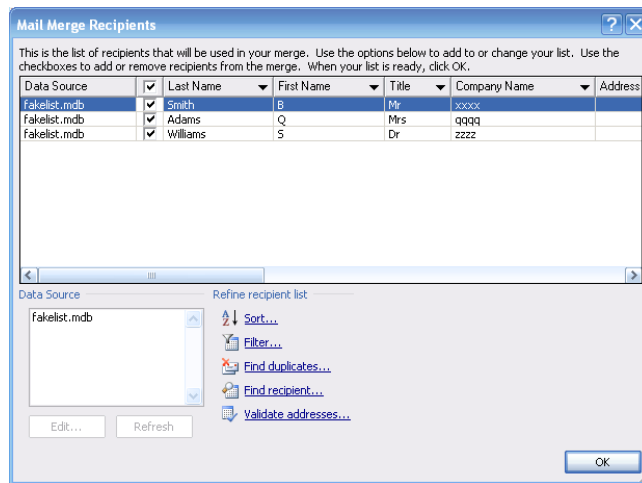 Mail Merge Recipients
This is the list of recipients that will be used in your merge. Use the options below to add to or change your list. Use the
checkboxes to add or remove recipients from the merge. When your list is ready, click OK.
Data Source Last Name First Name Title Company Name Address
fakelist.mdb Smith B Mr xxxx
fakelist.mdb Adams Q Mrs qqqq
fakelist.mdb Williams S Dr zzzz
Data Source Refine recipient list
fakelist.mdb
Sort...
Filter...
Find duplicates...
Find recipient...
Validate addresses...
Edit... Refresh
OK